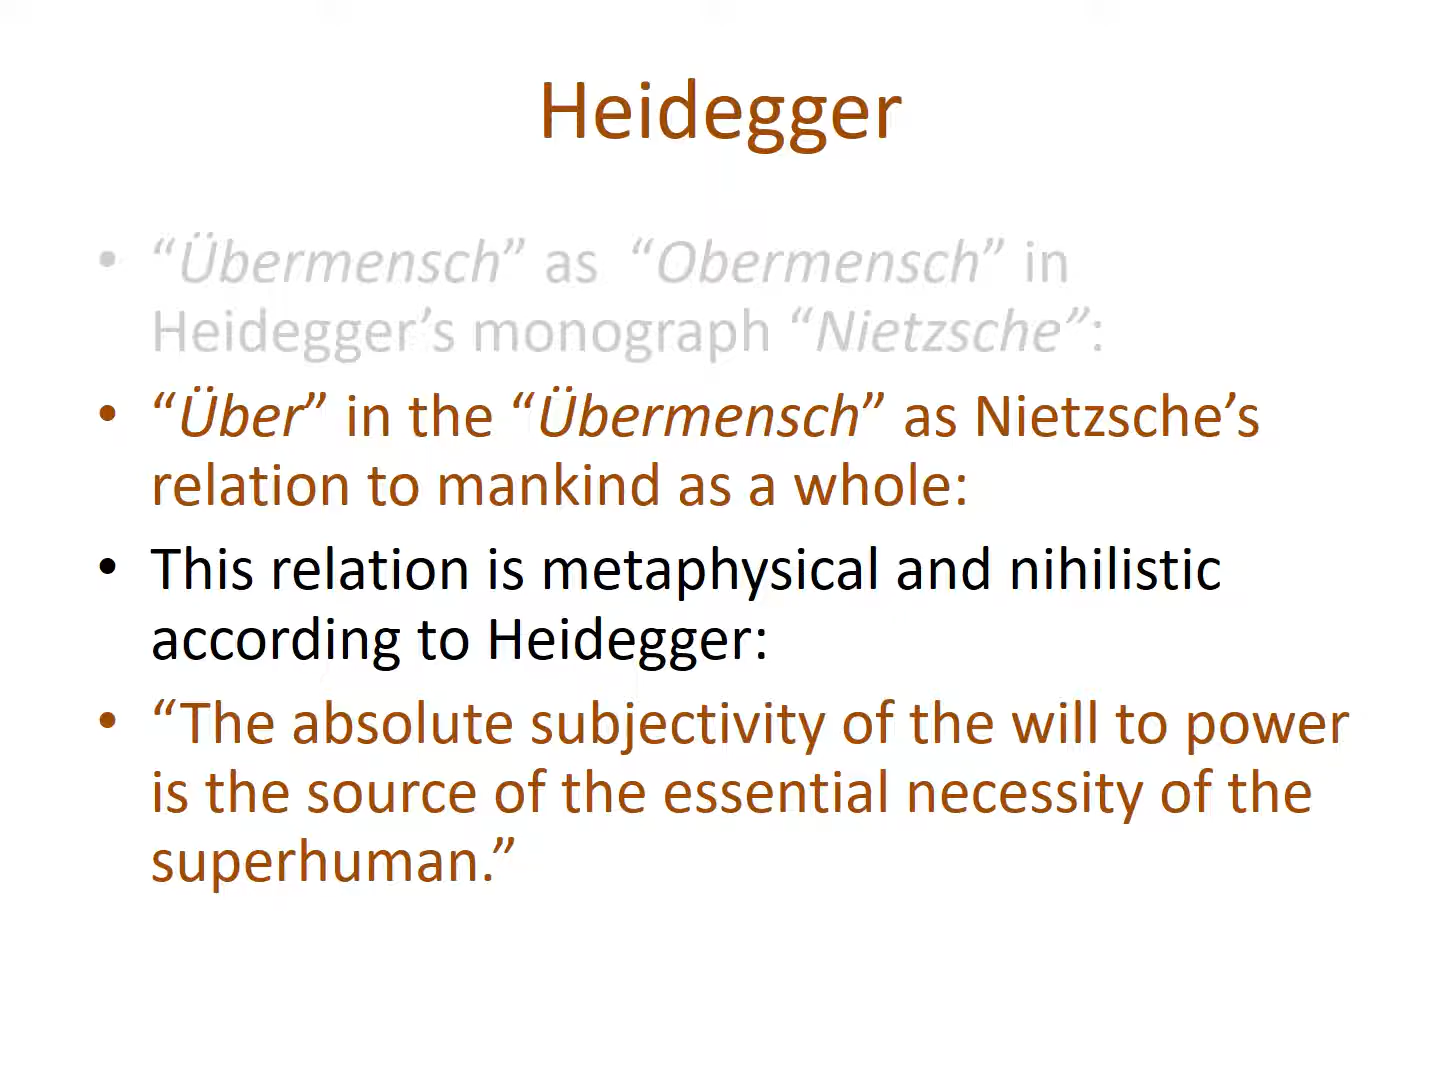 Heidegger
• “Übermensch” as “Obermensch” in
Heidegger’s monograph “Nietzsche”:
• “Über” in the “Übermensch” as Nietzsche’s
relation to mankind as a whole:
• This relation is metaphysical and nihilistic
according to Heidegger:
• “The absolute subjectivity of the will to power
is the source of the essential necessity of the
superhuman.”